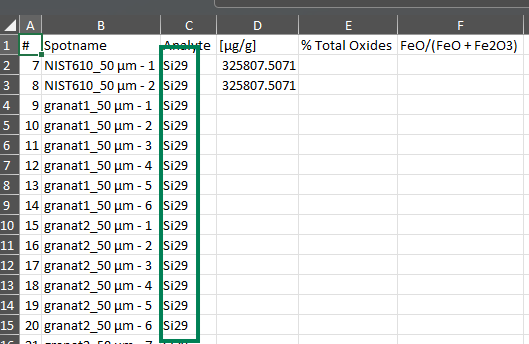 A B C D E F
1 # Spotname Analyte [µg/g] % Total Oxides FeO/(FeO + Fe2O3)
2 7 NIST610_50 µm - 1 Si29 325807.5071
3 8 NIST610_50 µm - 2 Si29 325807.5071
4 9 granat1_50 µm - 1 Si29
5 10 granat1_50 µm - 2 Si29
6 11 granat1_50 µm - 3 Si29
7 12 granat1_50 µm - 4 Si29
8 13 granat1_50 µm - 5 Si29
9 14 granat1_50 µm - 6 Si29
10 15 granat2_50 µm - 1 Si29
11 16 granat2_50 µm - 2 Si29
12 17 granat2_50 µm - 3 Si29
13 18 granat2_50 µm - 4 Si29
14 19 granat2_50 µm - 5 Si29
15 20 granat2_50 µm - 6 Si29